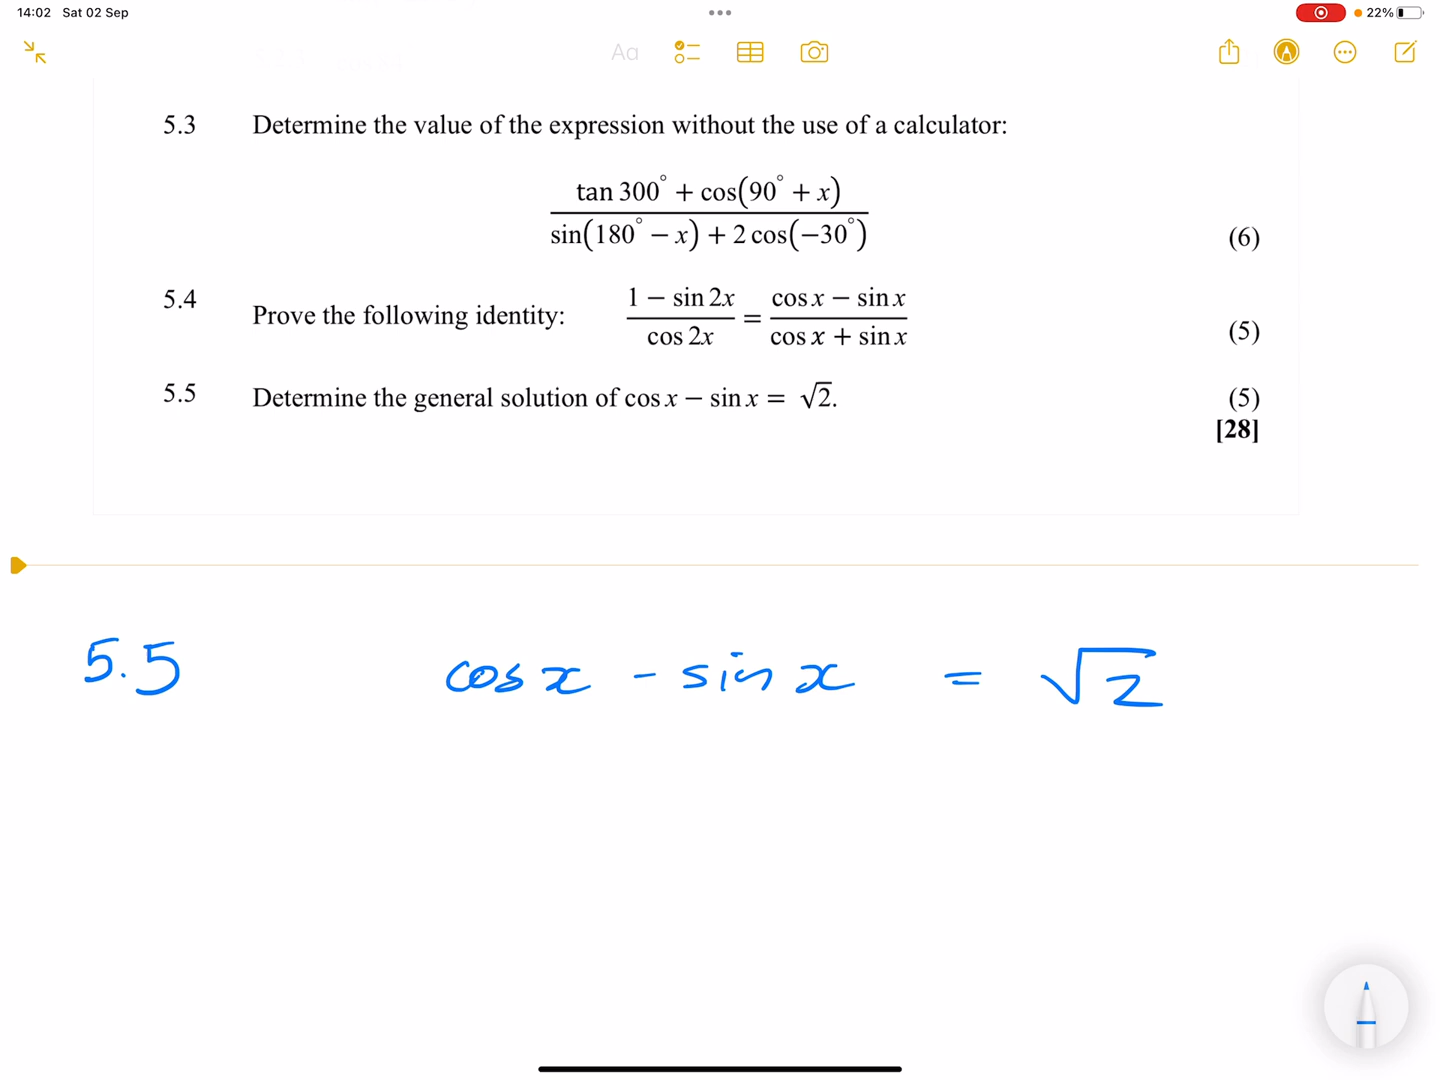 14:02 Sat 02 Sep
22%
Aa
5.3 Determine the value of the expression without the use of a calculator:
tan 300° + cos(90° + x)
sin(180° − x) + 2 cos(−30°)
(6)
5.4 Prove the following identity: (1 − sin 2x)/(cos 2x) = (cos x − sin x)/(cos x + sin x)
(5)
5.5 Determine the general solution of cos x − sin x = √2. (5)
[28]
5.5 cos x − sin x = √2